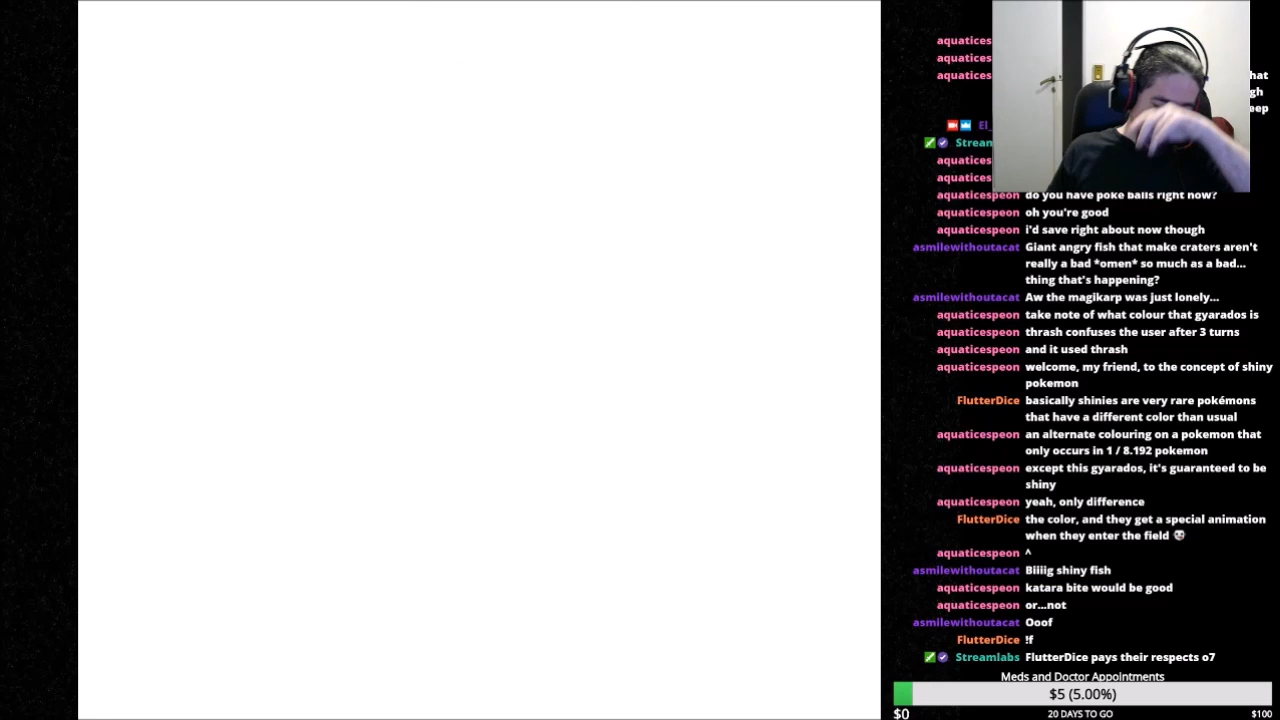 aquatices
aquatices
aquatices hat
gh
eep
El_
Stream
aquatices
aquatices
aquaticespeon do you have poke balls right now?
aquaticespeon oh you're good
aquaticespeon i'd save right about now though
asmilewithoutacat Giant angry fish that make craters aren't
really a bad *omen* so much as a bad...
thing that's happening?
asmilewithoutacat Aw the magikarp was just lonely...
aquaticespeon take note of what colour that gyarados is
aquaticespeon thrash confuses the user after 3 turns
aquaticespeon and it used thrash
aquaticespeon welcome, my friend, to the concept of shiny
pokemon
FlutterDice basically shinies are very rare pokémons
that have a different color than usual
aquaticespeon an alternate colouring on a pokemon that
only occurs in 1 / 8.192 pokemon
aquaticespeon except this gyarados, it's guaranteed to be
shiny
aquaticespeon yeah, only difference
FlutterDice the color, and they get a special animation
when they enter the field
aquaticespeon ^
asmilewithoutacat Biiiig shiny fish
aquaticespeon katara bite would be good
aquaticespeon or...not
asmilewithoutacat Ooof
FlutterDice !f
Streamlabs FlutterDice pays their respects o7
Meds and Doctor Appointments
$5 (5.00%)
$0 20 DAYS TO GO $100